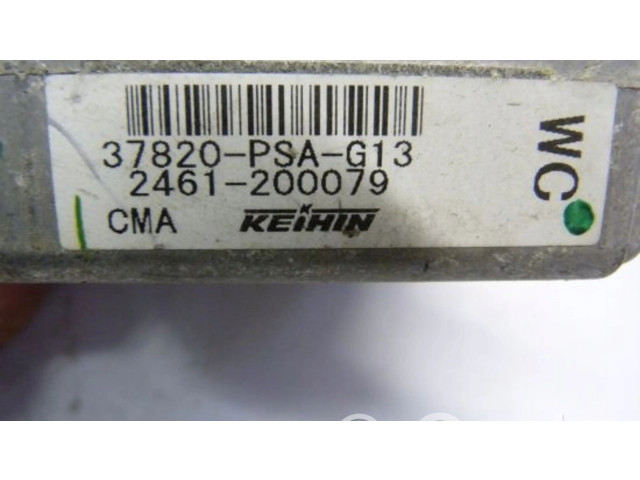 37820-PSA-G13
2461-200079
CMA KEIHIN
WC